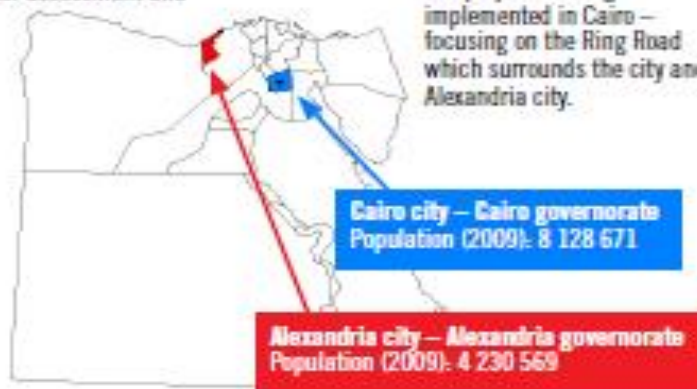 implemented in Cairo –
focusing on the Ring Road
which surrounds the city and
Alexandria city.
Cairo city – Cairo governorate
Population (2009): 8 128 671
Alexandria city – Alexandria governorate
Population (2009): 4 230 569